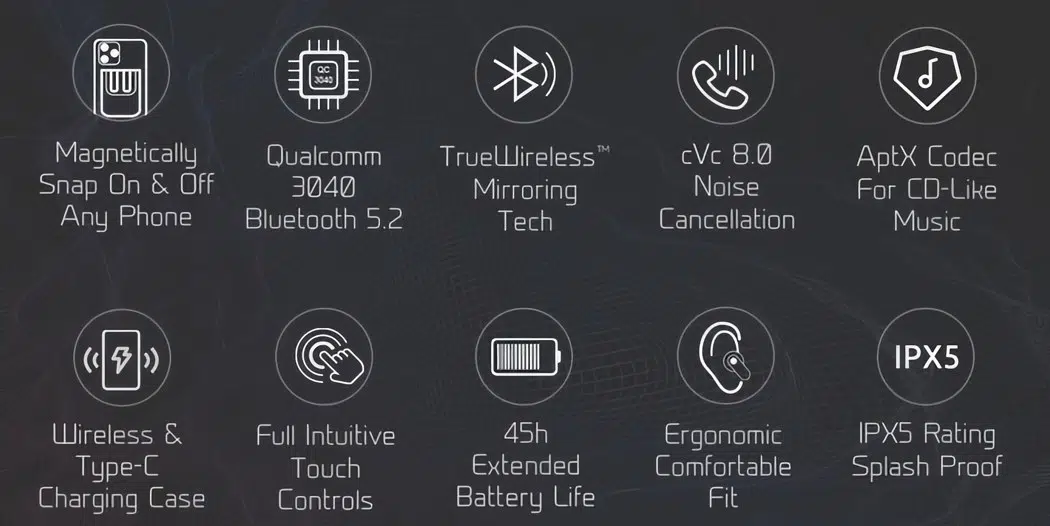 Magnetically
Snap On & Off
Any Phone
QC
3040
Qualcomm
3040
Bluetooth 5.2
TrueWireless™
Mirroring
Tech
cVc 8.0
Noise
Cancellation
AptX Codec
For CD-Like
Music
Wireless &
Type-C
Charging Case
Full Intuitive
Touch
Controls
45h
Extended
Battery Life
Ergonomic
Comfortable
Fit
IPX5
IPX5 Rating
Splash Proof